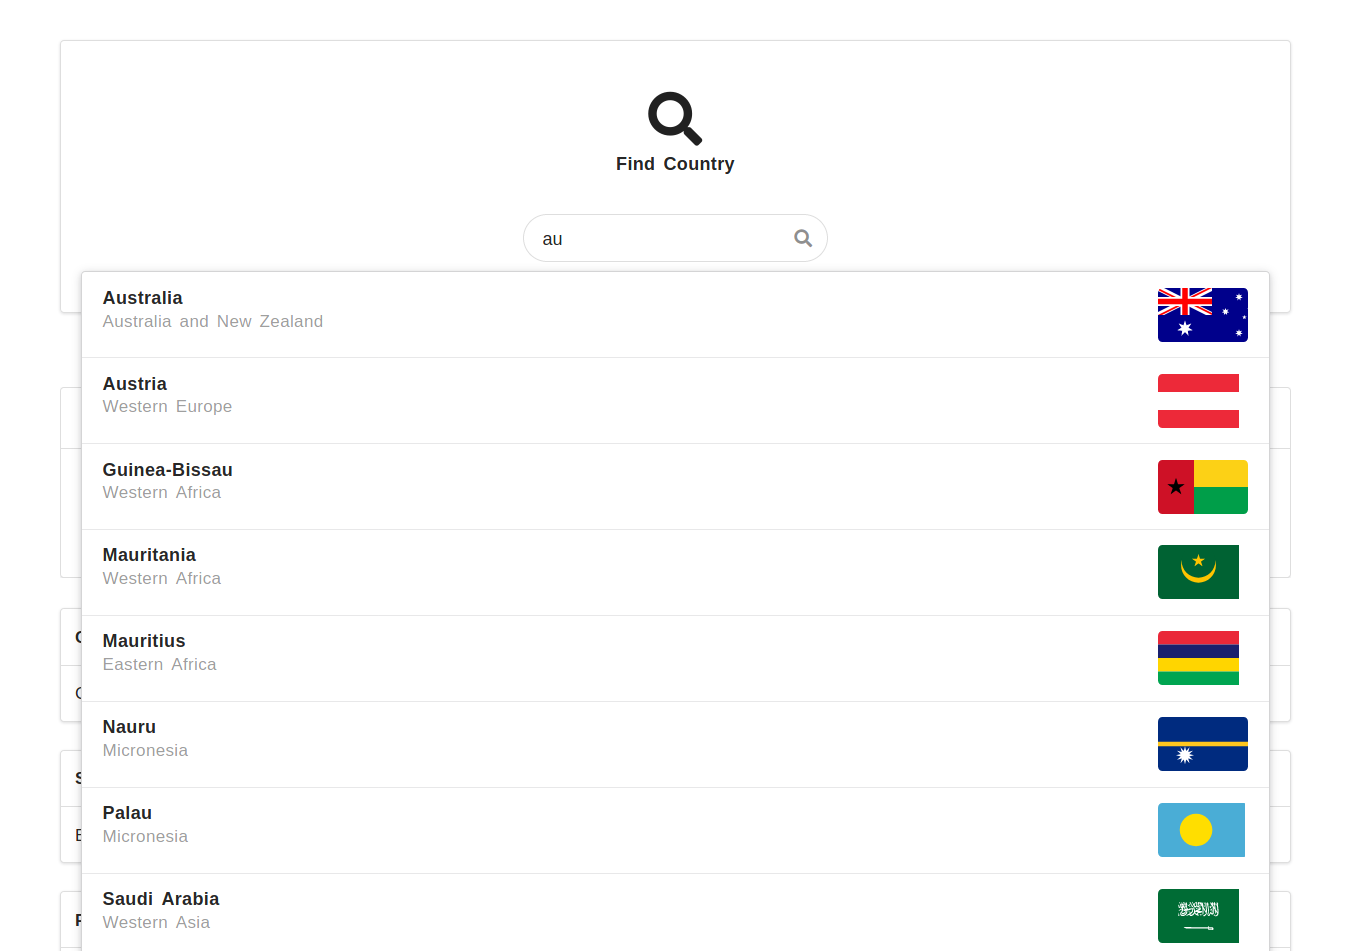 Find Country
au
Australia
Australia and New Zealand
Austria
Western Europe
Guinea-Bissau
Western Africa
Mauritania
Western Africa
Mauritius
Eastern Africa
Nauru
Micronesia
Palau
Micronesia
Saudi Arabia
Western Asia